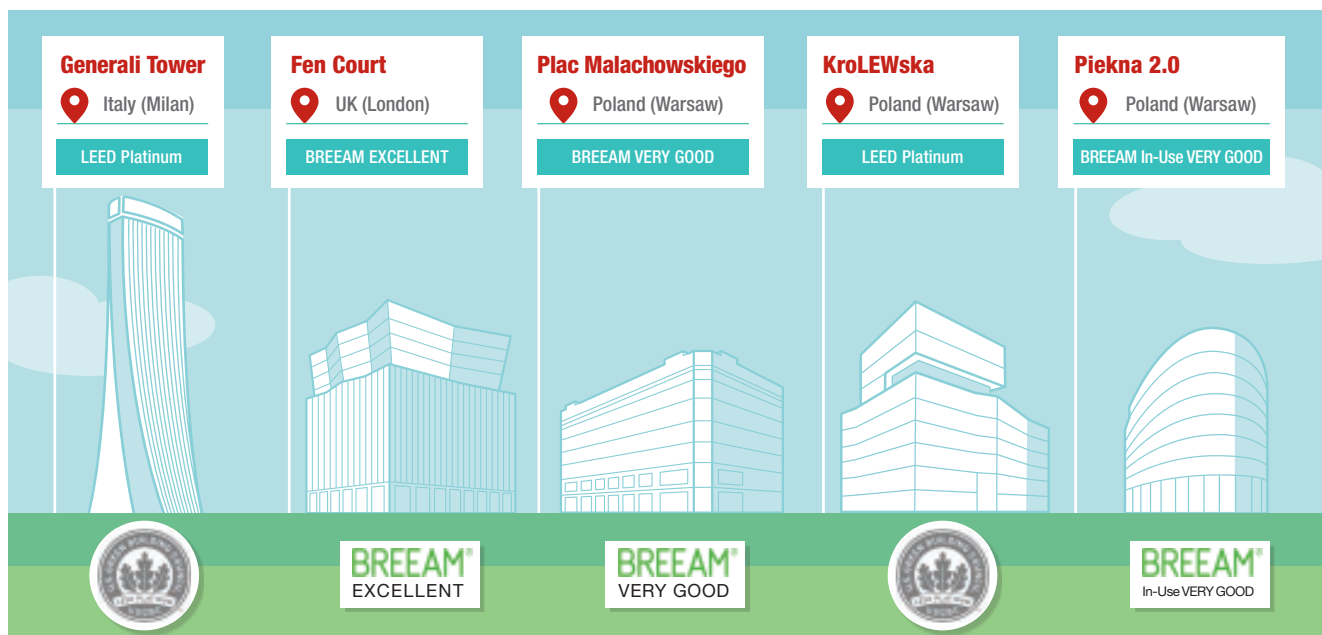 Generali Tower
Italy (Milan)
LEED Platinum
Fen Court
UK (London)
BREEAM EXCELLENT
Plac Malachowskiego
Poland (Warsaw)
BREEAM VERY GOOD
KroLEWska
Poland (Warsaw)
LEED Platinum
Piekna 2.0
Poland (Warsaw)
BREEAM In-Use VERY GOOD
BREEAM®
EXCELLENT
BREEAM®
VERY GOOD
BREEAM®
In-Use VERY GOOD